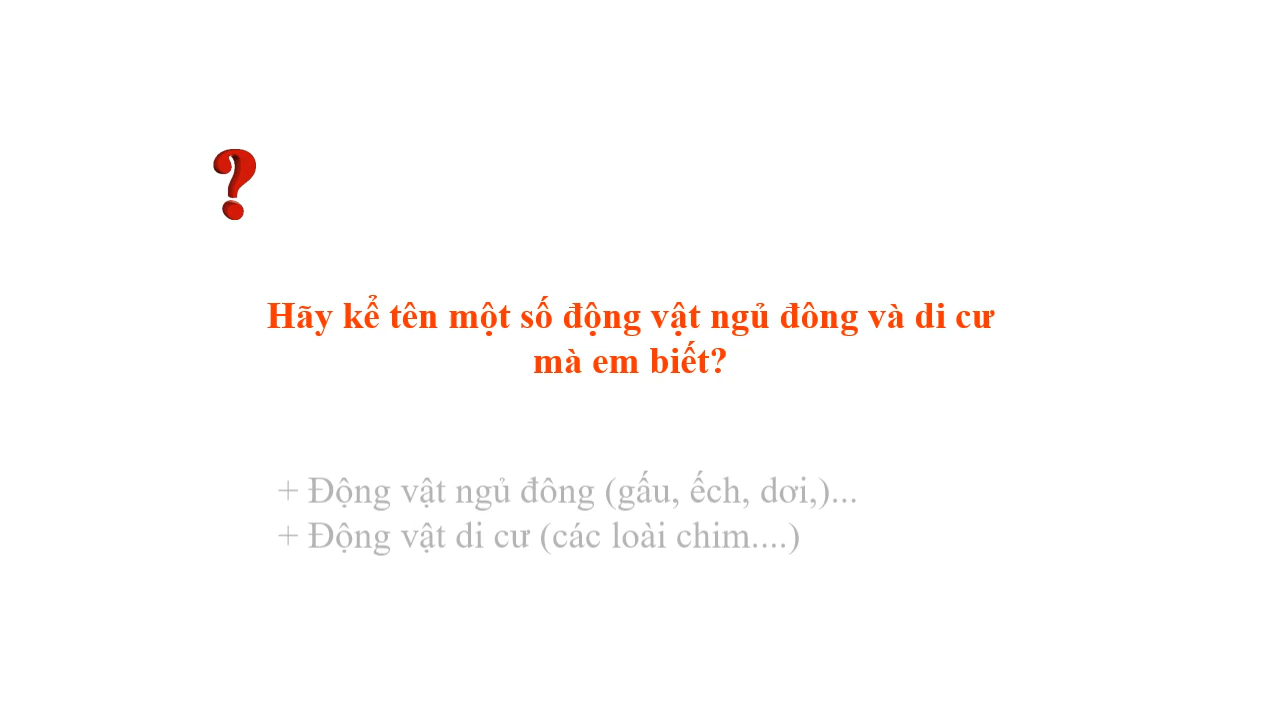 ?
Hãy kể tên một số động vật ngủ đông và di cư
mà em biết?
+ Động vật ngủ đông (gấu, ếch, dơi,)...
+ Động vật di cư (các loài chim....)